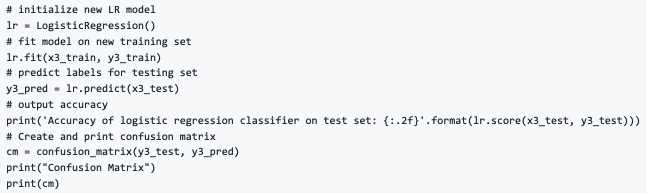 # initialize new LR model
lr = LogisticRegression()
# fit model on new training set
lr.fit(x3_train, y3_train)
# predict labels for testing set
y3_pred = lr.predict(x3_test)
# output accuracy
print('Accuracy of logistic regression classifier on test set: {:.2f}'.format(lr.score(x3_test, y3_test)))
# Create and print confusion matrix
cm = confusion_matrix(y3_test, y3_pred)
print("Confusion Matrix")
print(cm)